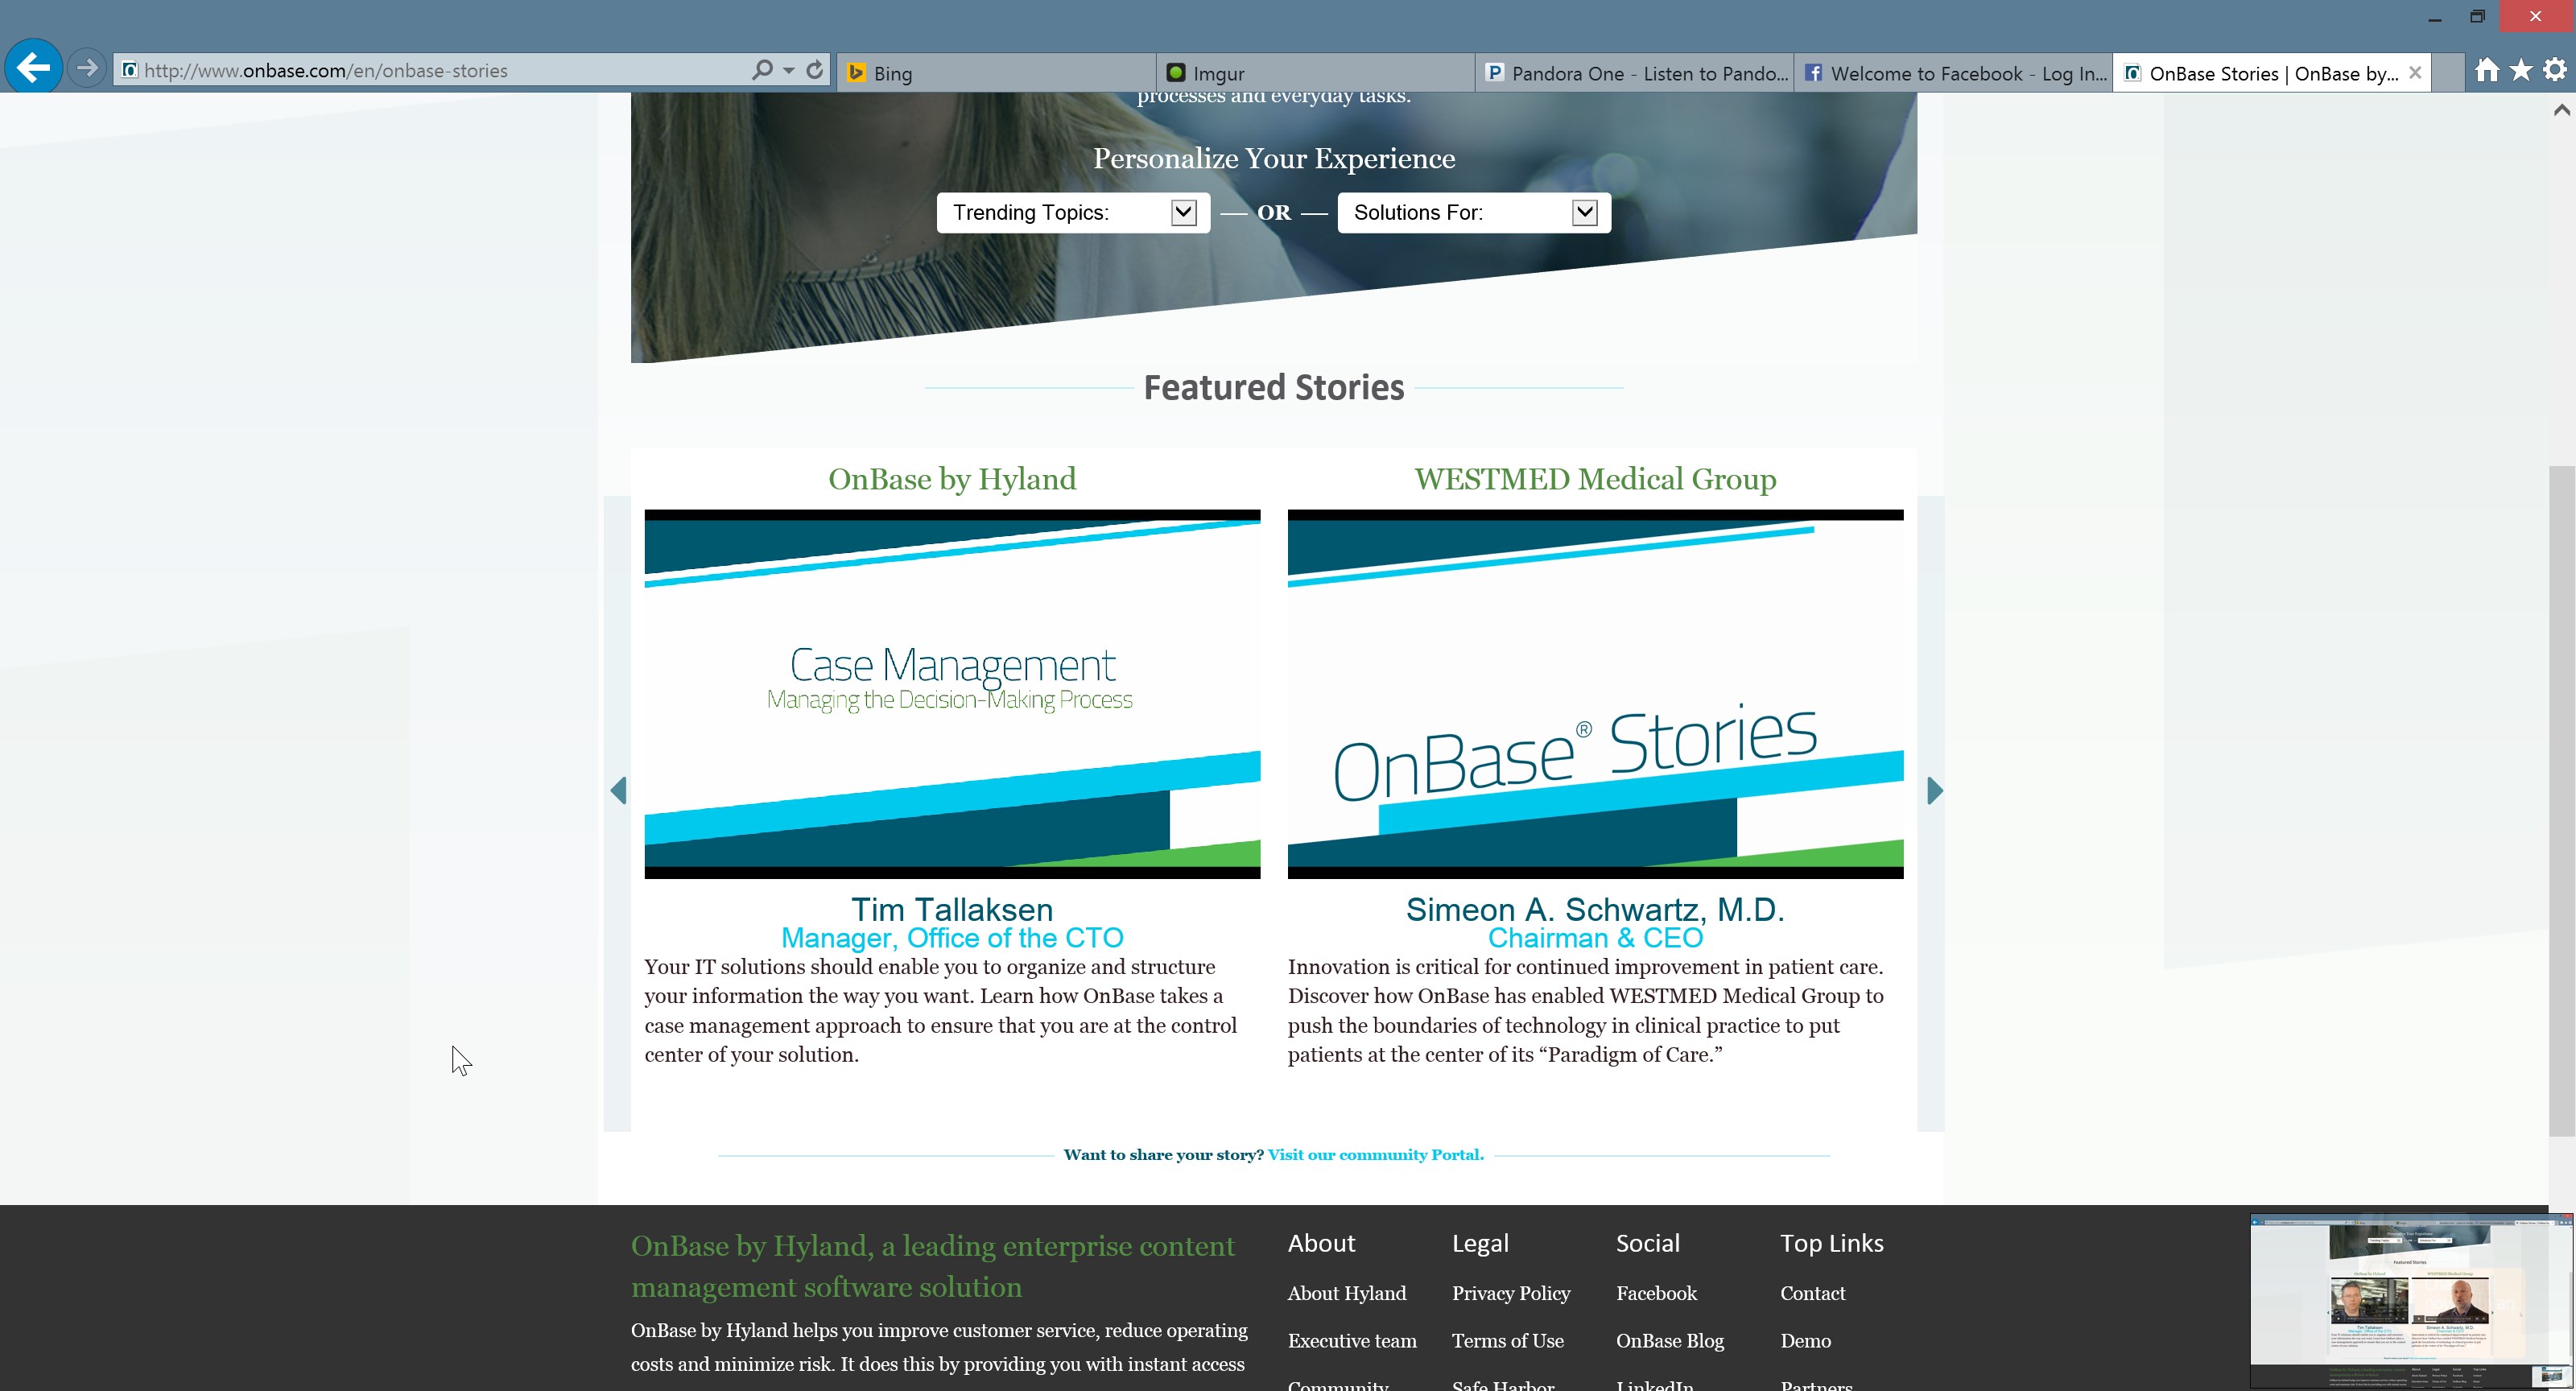 http://www.onbase.com/en/onbase-stories
Bing
Imgur
Pandora One - Listen to Pando...
Welcome to Facebook - Log In...
OnBase Stories | OnBase by...
processes and everyday tasks.
Personalize Your Experience
Trending Topics:
OR
Solutions For:
Featured Stories
OnBase by Hyland
Case Management
Managing the Decision-Making Process
Tim Tallaksen
Manager, Office of the CTO
Your IT solutions should enable you to organize and structure
your information the way you want. Learn how OnBase takes a
case management approach to ensure that you are at the control
center of your solution.
WESTMED Medical Group
OnBase® Stories
Simeon A. Schwartz, M.D.
Chairman & CEO
Innovation is critical for continued improvement in patient care.
Discover how OnBase has enabled WESTMED Medical Group to
push the boundaries of technology in clinical practice to put
patients at the center of its “Paradigm of Care.”
Want to share your story? Visit our community Portal.
OnBase by Hyland, a leading enterprise content
management software solution
OnBase by Hyland helps you improve customer service, reduce operating
costs and minimize risk. It does this by providing you with instant access
About
About Hyland
Executive team
Community
Legal
Privacy Policy
Terms of Use
Safe Harbor
Social
Facebook
OnBase Blog
LinkedIn
Top Links
Contact
Demo
Partners